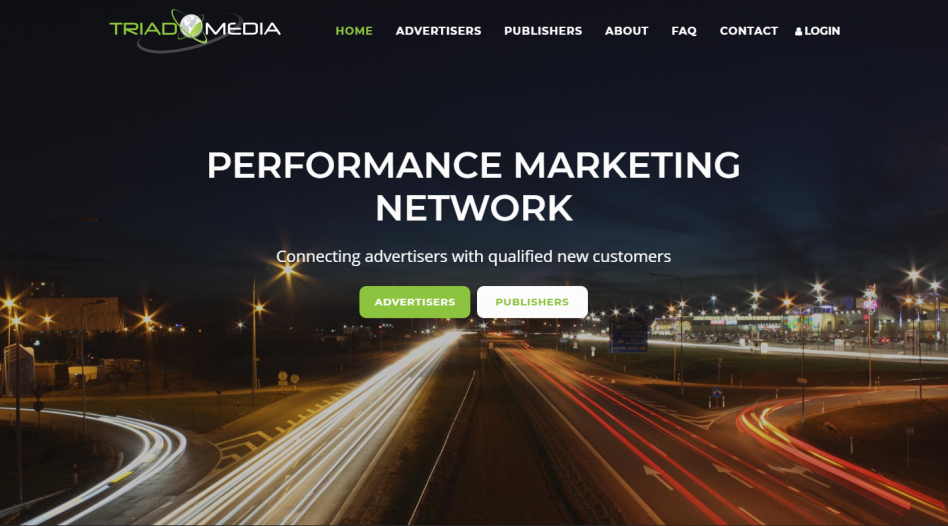 TRIAD MEDIA
HOME ADVERTISERS PUBLISHERS ABOUT FAQ CONTACT LOGIN
PERFORMANCE MARKETING
NETWORK
Connecting advertisers with qualified new customers
ADVERTISERS PUBLISHERS